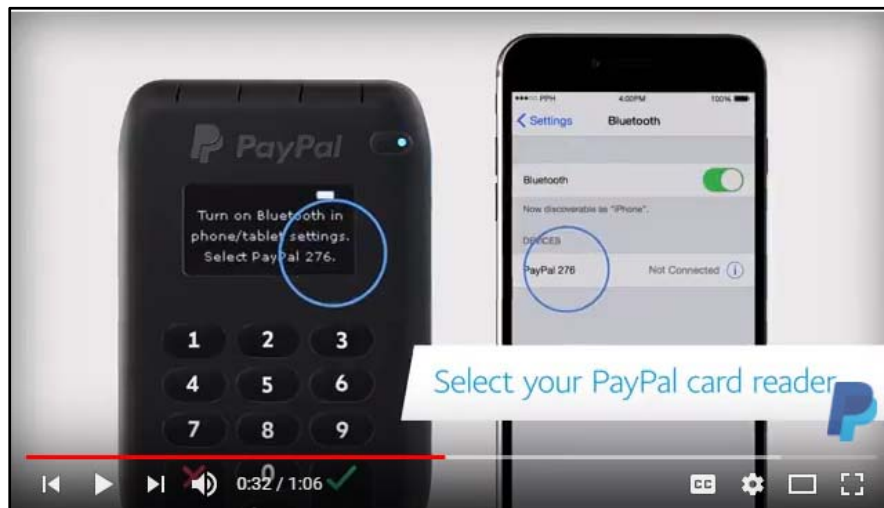 PayPal
Turn on Bluetooth in
phone/tablet settings.
Select PayPal 276.
1 2 3
4 5 6
7 8 9
0
PPH 4:00PM 100%
Settings Bluetooth
Bluetooth
Now discoverable as "iPhone".
DEVICES
PayPal 276 Not Connected i
Select your PayPal card reader
0:32 / 1:06
CC